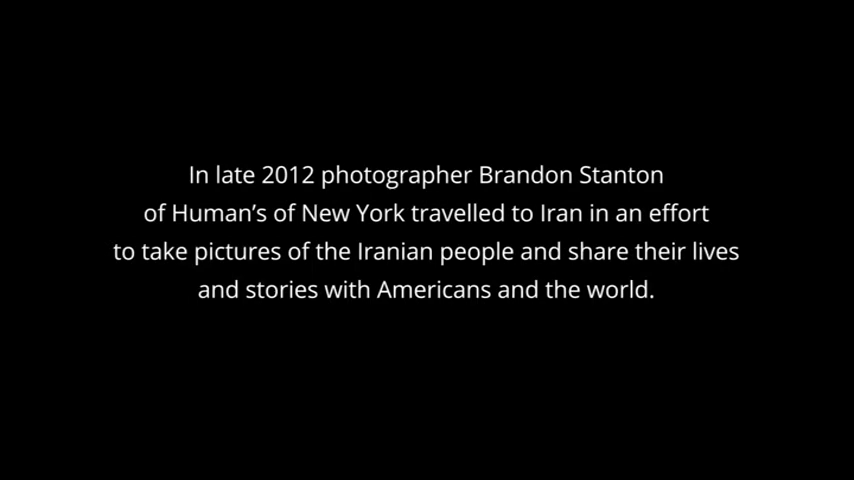 In late 2012 photographer Brandon Stanton
of Human's of New York travelled to Iran in an effort
to take pictures of the Iranian people and share their lives
and stories with Americans and the world.